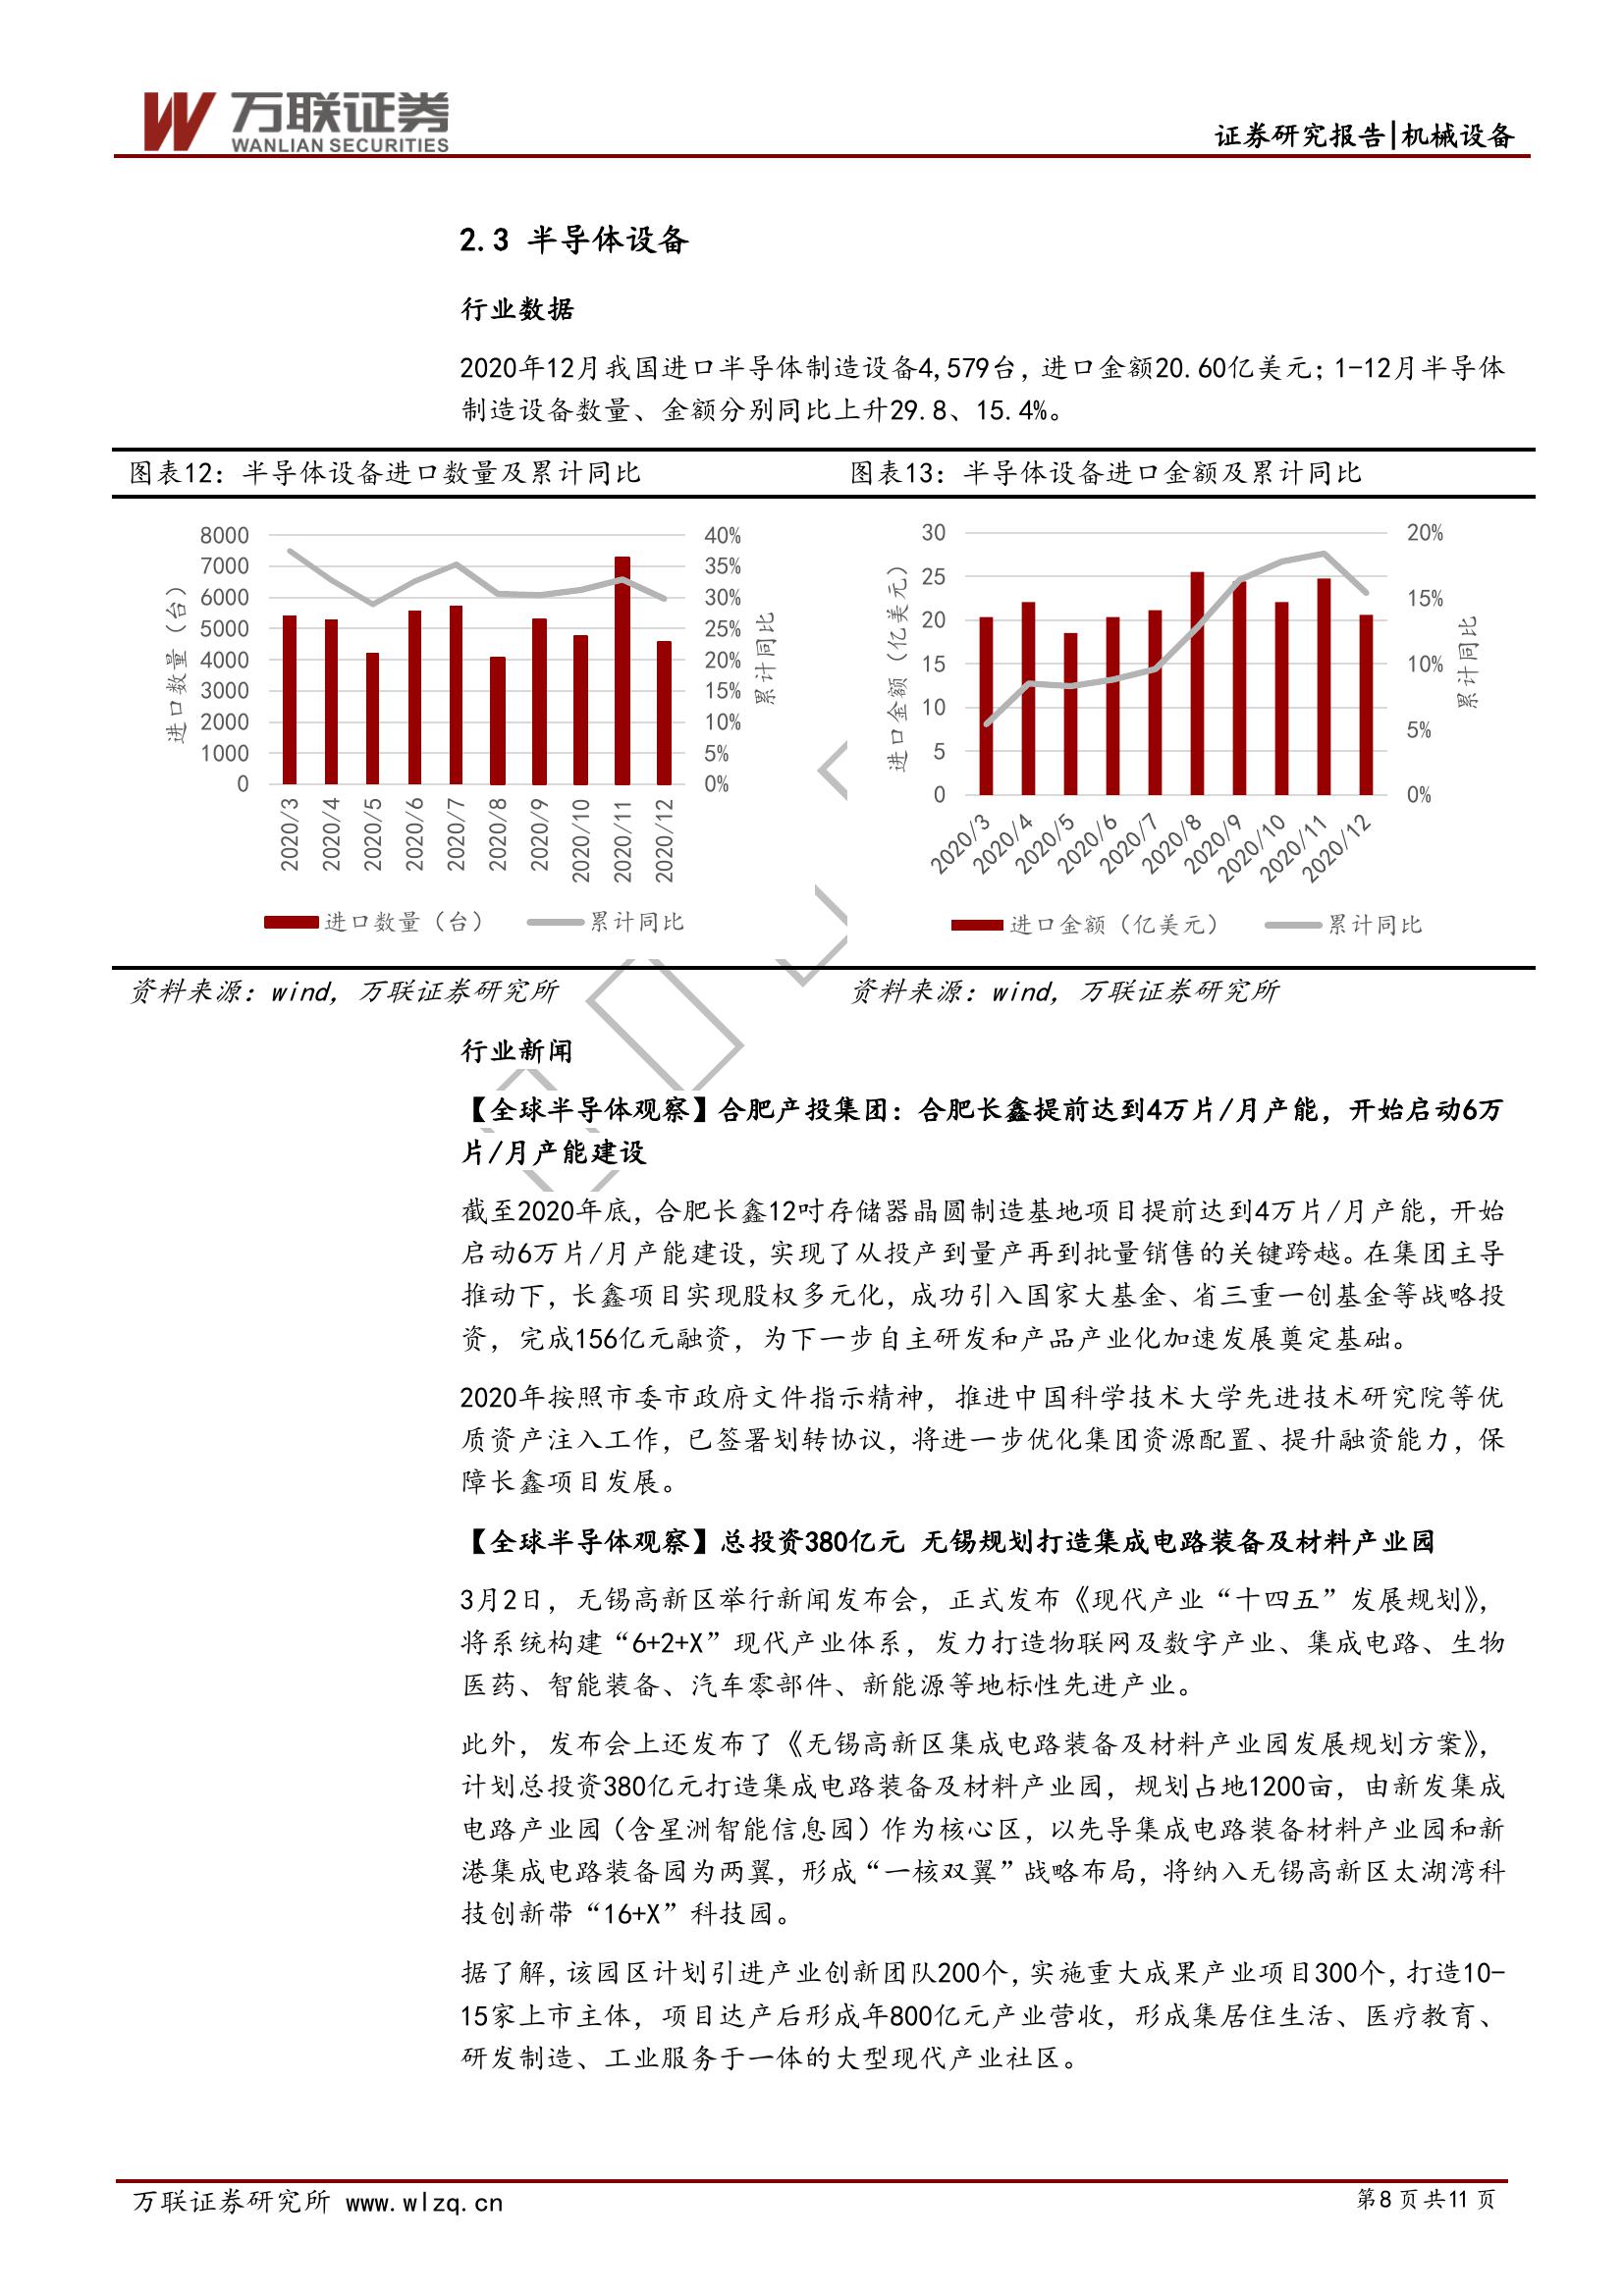 万联证券
WANLIAN SECURITIES
证券研究报告|机械设备
2.3 半导体设备
行业数据
2020年12月我国进口半导体制造设备4,579台，进口金额20.60亿美元；1-12月半导体
制造设备数量、金额分别同比上升29.8、15.4%。
图表12：半导体设备进口数量及累计同比
图表13：半导体设备进口金额及累计同比
进口数量（台）
8000
7000
6000
5000
4000
3000
2000
1000
0
40%
35%
30%
25%
20%
15%
10%
5%
0%
累计同比
2020/3
2020/4
2020/5
2020/6
2020/7
2020/8
2020/9
2020/10
2020/11
2020/12
进口数量（台） 累计同比
进口金额（亿美元）
30
25
20
15
10
5
0
20%
15%
10%
5%
0%
累计同比
2020/3
2020/4
2020/5
2020/6
2020/7
2020/8
2020/9
2020/10
2020/11
2020/12
进口金额（亿美元） 累计同比
资料来源：wind，万联证券研究所
资料来源：wind，万联证券研究所
行业新闻
【全球半导体观察】合肥产投集团：合肥长鑫提前达到4万片/月产能，开始启动6万
片/月产能建设
截至2020年底，合肥长鑫12吋存储器晶圆制造基地项目提前达到4万片/月产能，开始
启动6万片/月产能建设，实现了从投产到量产再到批量销售的关键跨越。在集团主导
推动下，长鑫项目实现股权多元化，成功引入国家大基金、省三重一创基金等战略投
资，完成156亿元融资，为下一步自主研发和产品产业化加速发展奠定基础。
2020年按照市委市政府文件指示精神，推进中国科学技术大学先进技术研究院等优
质资产注入工作，已签署划转协议，将进一步优化集团资源配置、提升融资能力，保
障长鑫项目发展。
【全球半导体观察】总投资380亿元 无锡规划打造集成电路装备及材料产业园
3月2日，无锡高新区举行新闻发布会，正式发布《现代产业“十四五”发展规划》，
将系统构建“6+2+X”现代产业体系，发力打造物联网及数字产业、集成电路、生物
医药、智能装备、汽车零部件、新能源等地标性先进产业。
此外，发布会上还发布了《无锡高新区集成电路装备及材料产业园发展规划方案》，
计划总投资380亿元打造集成电路装备及材料产业园，规划占地1200亩，由新发集成
电路产业园（含星洲智能信息园）作为核心区，以先导集成电路装备材料产业园和新
港集成电路装备园为两翼，形成“一核双翼”战略布局，将纳入无锡高新区太湖湾科
技创新带“16+X”科技园。
据了解，该园区计划引进产业创新团队200个，实施重大成果产业项目300个，打造10-
15家上市主体，项目达产后形成年800亿元产业营收，形成集居住生活、医疗教育、
研发制造、工业服务于一体的大型现代产业社区。
万联证券研究所 www.wlzq.cn
第8页共11页